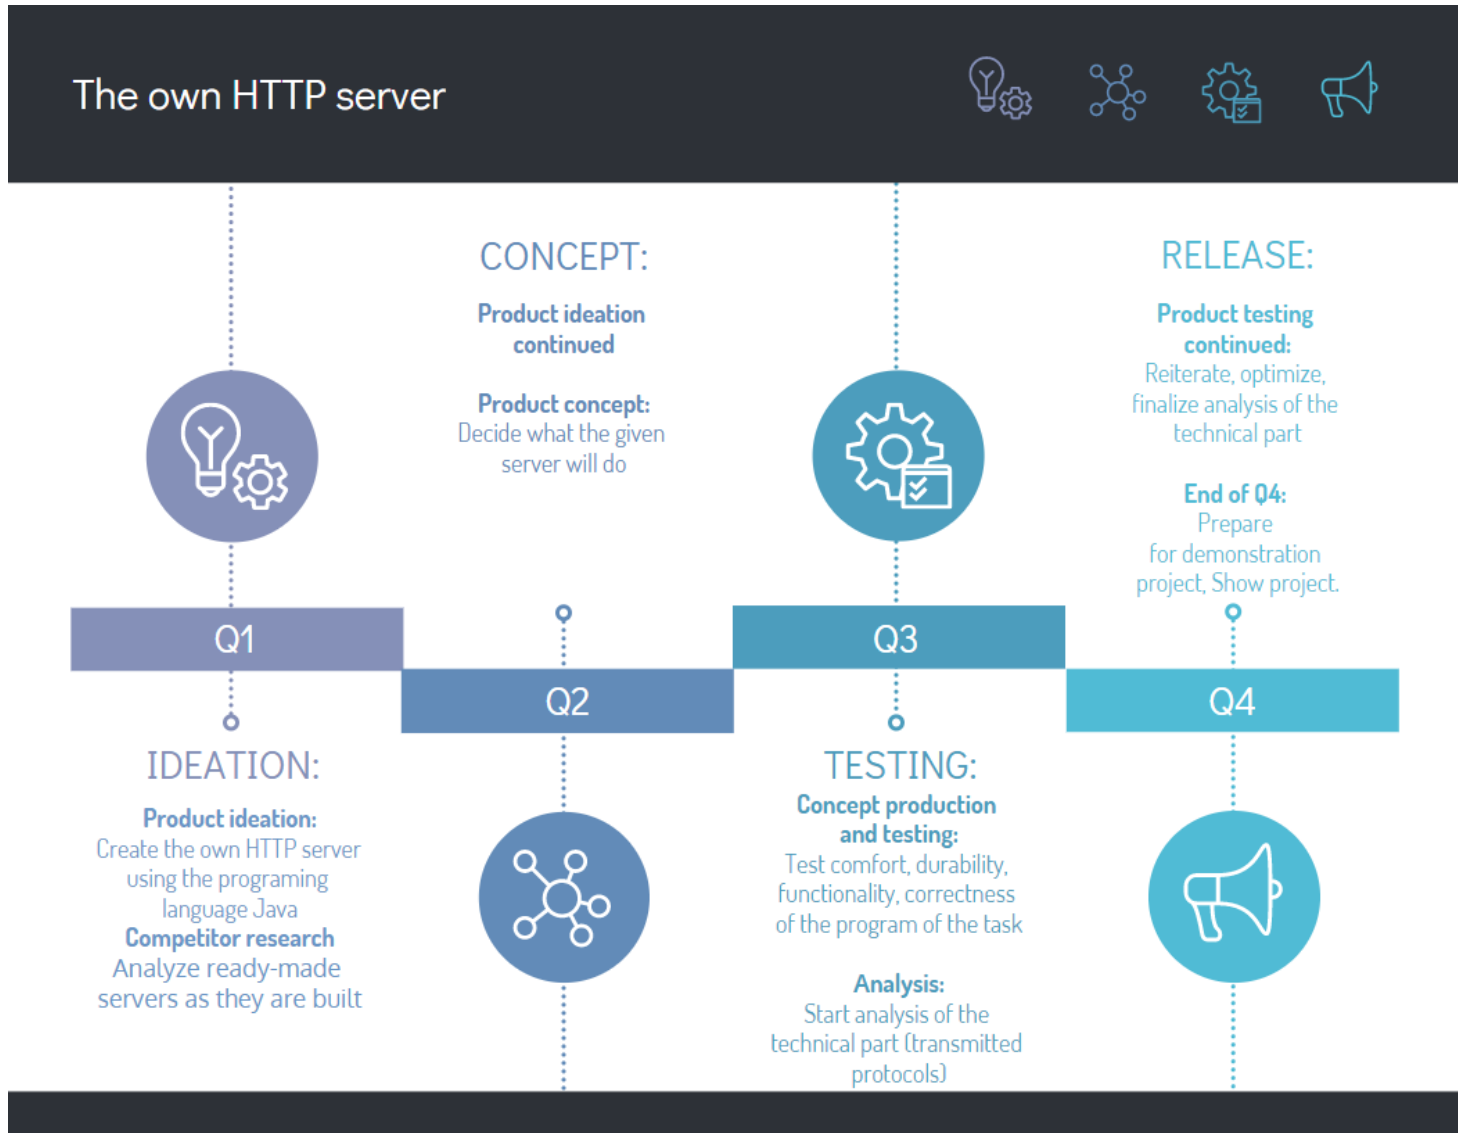 The own HTTP server
CONCEPT:
Product ideation
continued
Product concept:
Decide what the given
server will do
RELEASE:
Product testing
continued:
Reiterate, optimize,
finalize analysis of the
technical part
End of Q4:
Prepare
for demonstration
project, Show project.
Q1
Q2
Q3
Q4
IDEATION:
Product ideation:
Create the own HTTP server
using the programing
language Java
Competitor research
Analyze ready-made
servers as they are built
TESTING:
Concept production
and testing:
Test comfort, durability,
functionality, correctness
of the program of the task
Analysis:
Start analysis of the
technical part (transmitted
protocols)